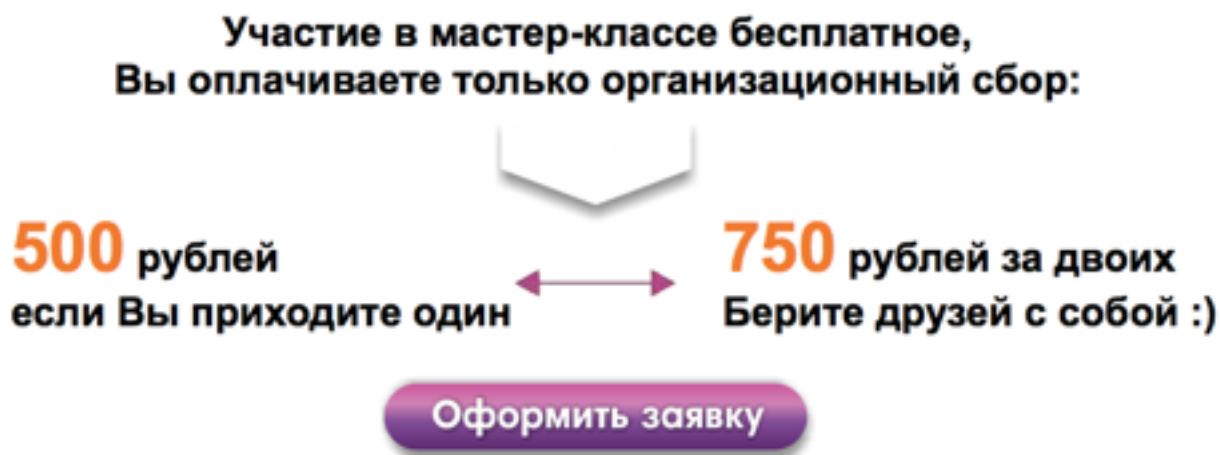 Участие в мастер-классе бесплатное,
Вы оплачиваете только организационный сбор:
500 рублей
если Вы приходите один
750 рублей за двоих
Берите друзей с собой :)
Оформить заявку